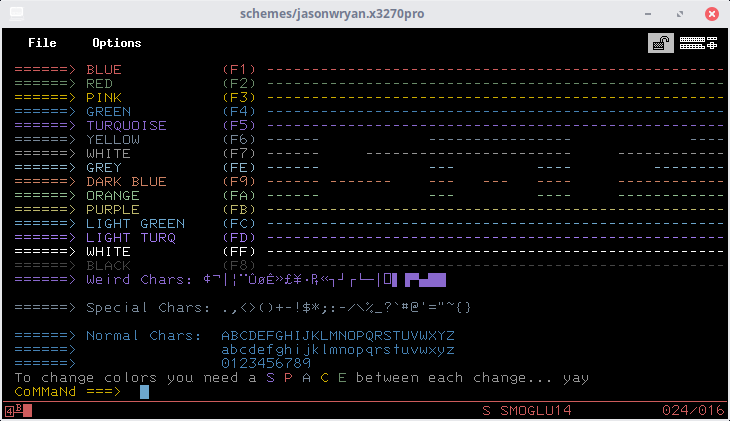 schemes/jasonwryan.x3270pro
File Options
======> BLUE (F1) -------------------------------------------------
======> RED (F2) -------------------------------------------------
======> PINK (F3) -------------------------------------------------
======> GREEN (F4) -------------------------------------------------
======> TURQUOISE (F5) -------------------------------------------------
======> YELLOW (F6)
======> WHITE (F7)
======> GREY (FE)
======> DARK BLUE (F9)
======> ORANGE (FA)
======> PURPLE (FB)
======> LIGHT GREEN (FC) -------------------------------------------------
======> LIGHT TURQ (FD) -------------------------------------------------
======> WHITE (FF) -------------------------------------------------
======> BLACK (F8)
======> Weird Chars: ¢¬|¦¨¨ÛøÊ»£¥·
======> Special Chars: .,<>()+-!$*;:-/\%_?`#@'="~{}
======> Normal Chars: ABCDEFGHIJKLMNOPQRSTUVWXYZ
======> abcdefghijklmnopqrstuvwxyz
======> 0123456789
To change colors you need a S P A C E between each change... yay
CoMMaNd ===>
4 B S SMOGLU14 024/016